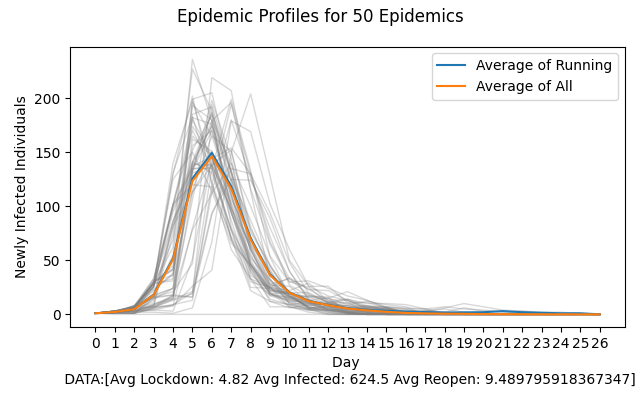 Epidemic Profiles for 50 Epidemics
Newly Infected Individuals
200
150
100
50
0
Average of Running
Average of All
0 1 2 3 4 5 6 7 8 9 10 11 12 13 14 15 16 17 18 19 20 21 22 23 24 25 26
Day
DATA:[Avg Lockdown: 4.82 Avg Infected: 624.5 Avg Reopen: 9.489795918367347]